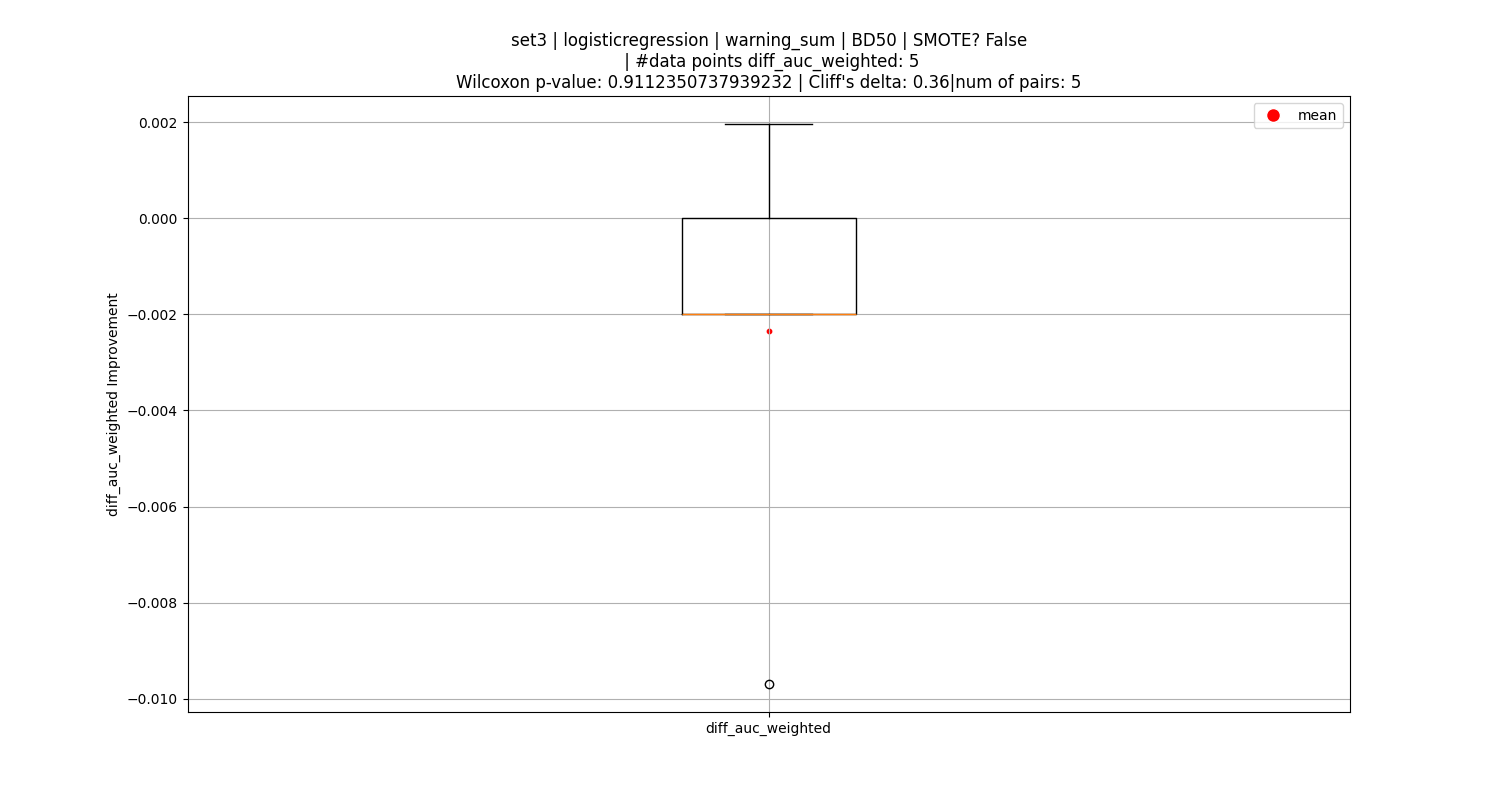 set3 | logisticregression | warning_sum | BD50 | SMOTE? False
| #data points diff_auc_weighted: 5
Wilcoxon p-value: 0.9112350737939232 | Cliff's delta: 0.36|num of pairs: 5
mean
0.002
0.000
−0.002
−0.004
−0.006
−0.008
−0.010
diff_auc_weighted Improvement
diff_auc_weighted